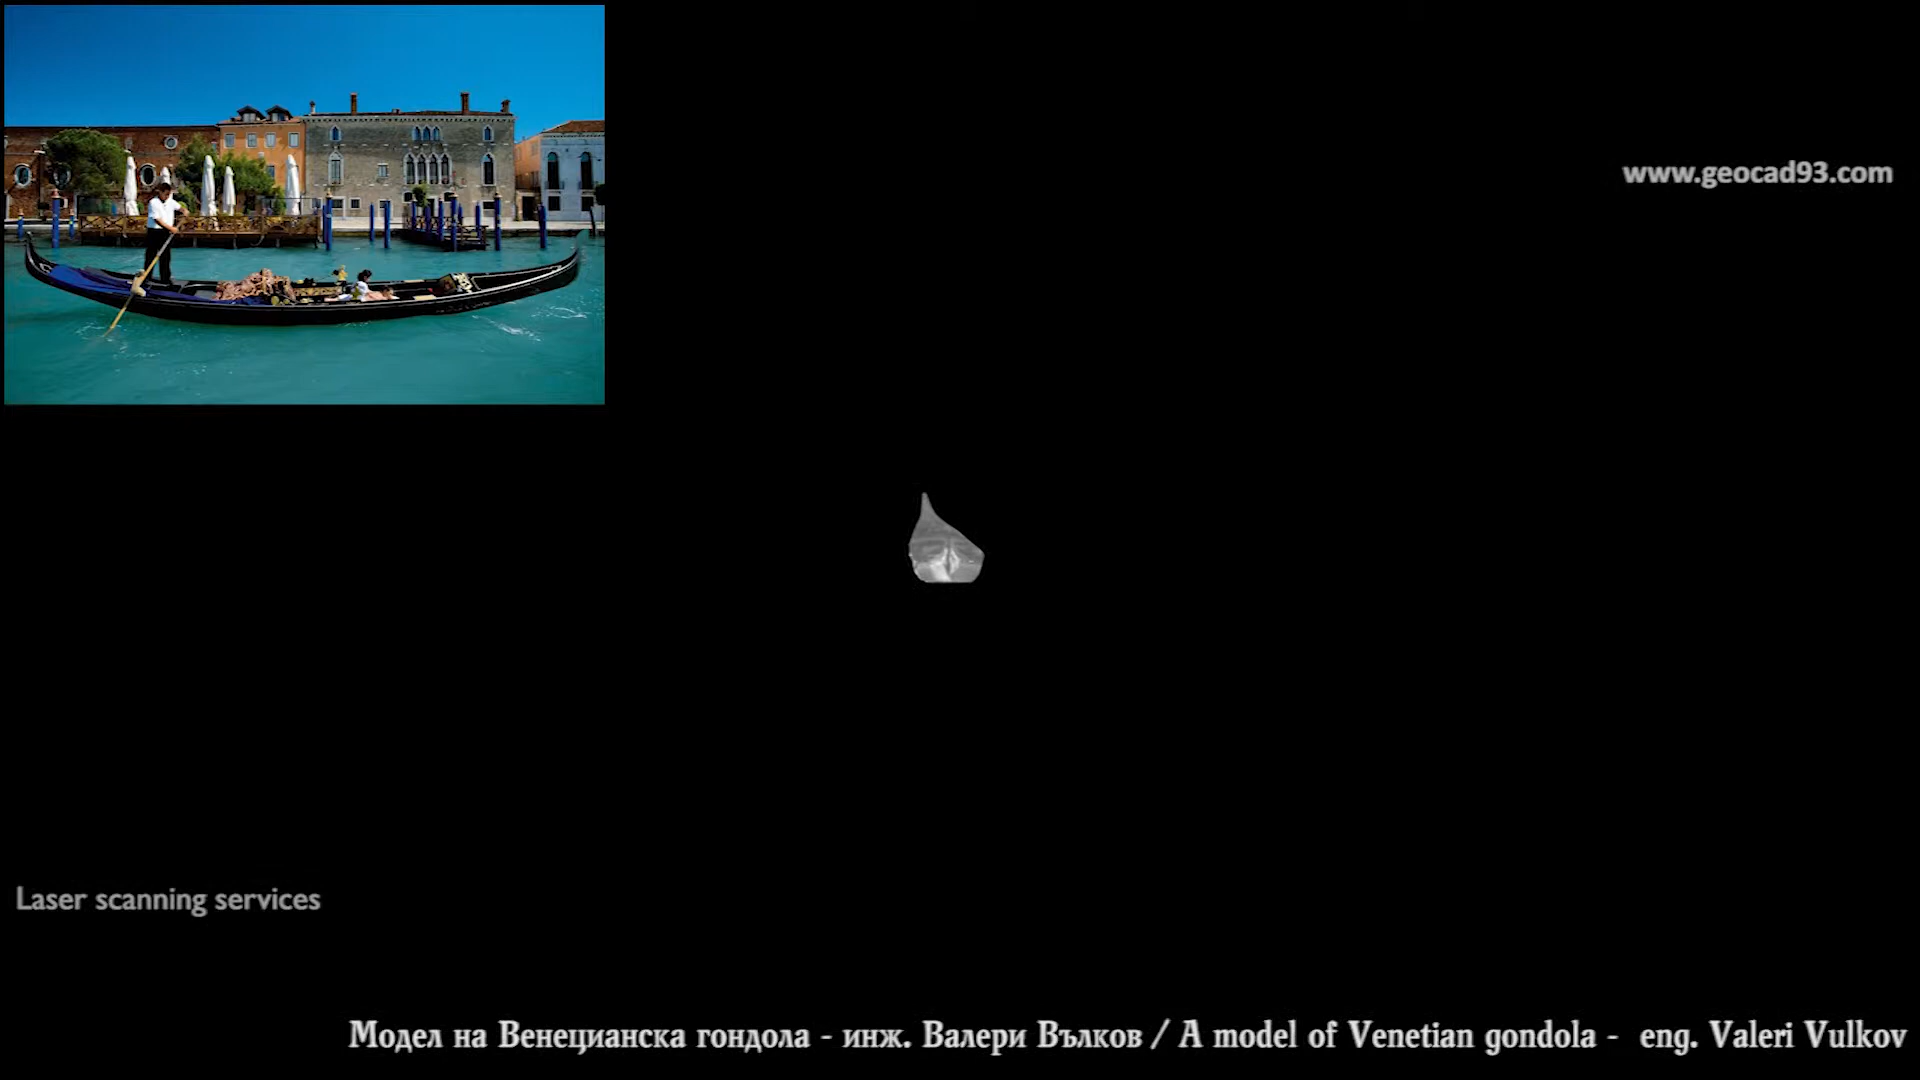 www.geocad93.com
Laser scanning services
Модел на Венецианска гондола - инж. Валери Вълков / A model of Venetian gondola - eng. Valeri Vulkov